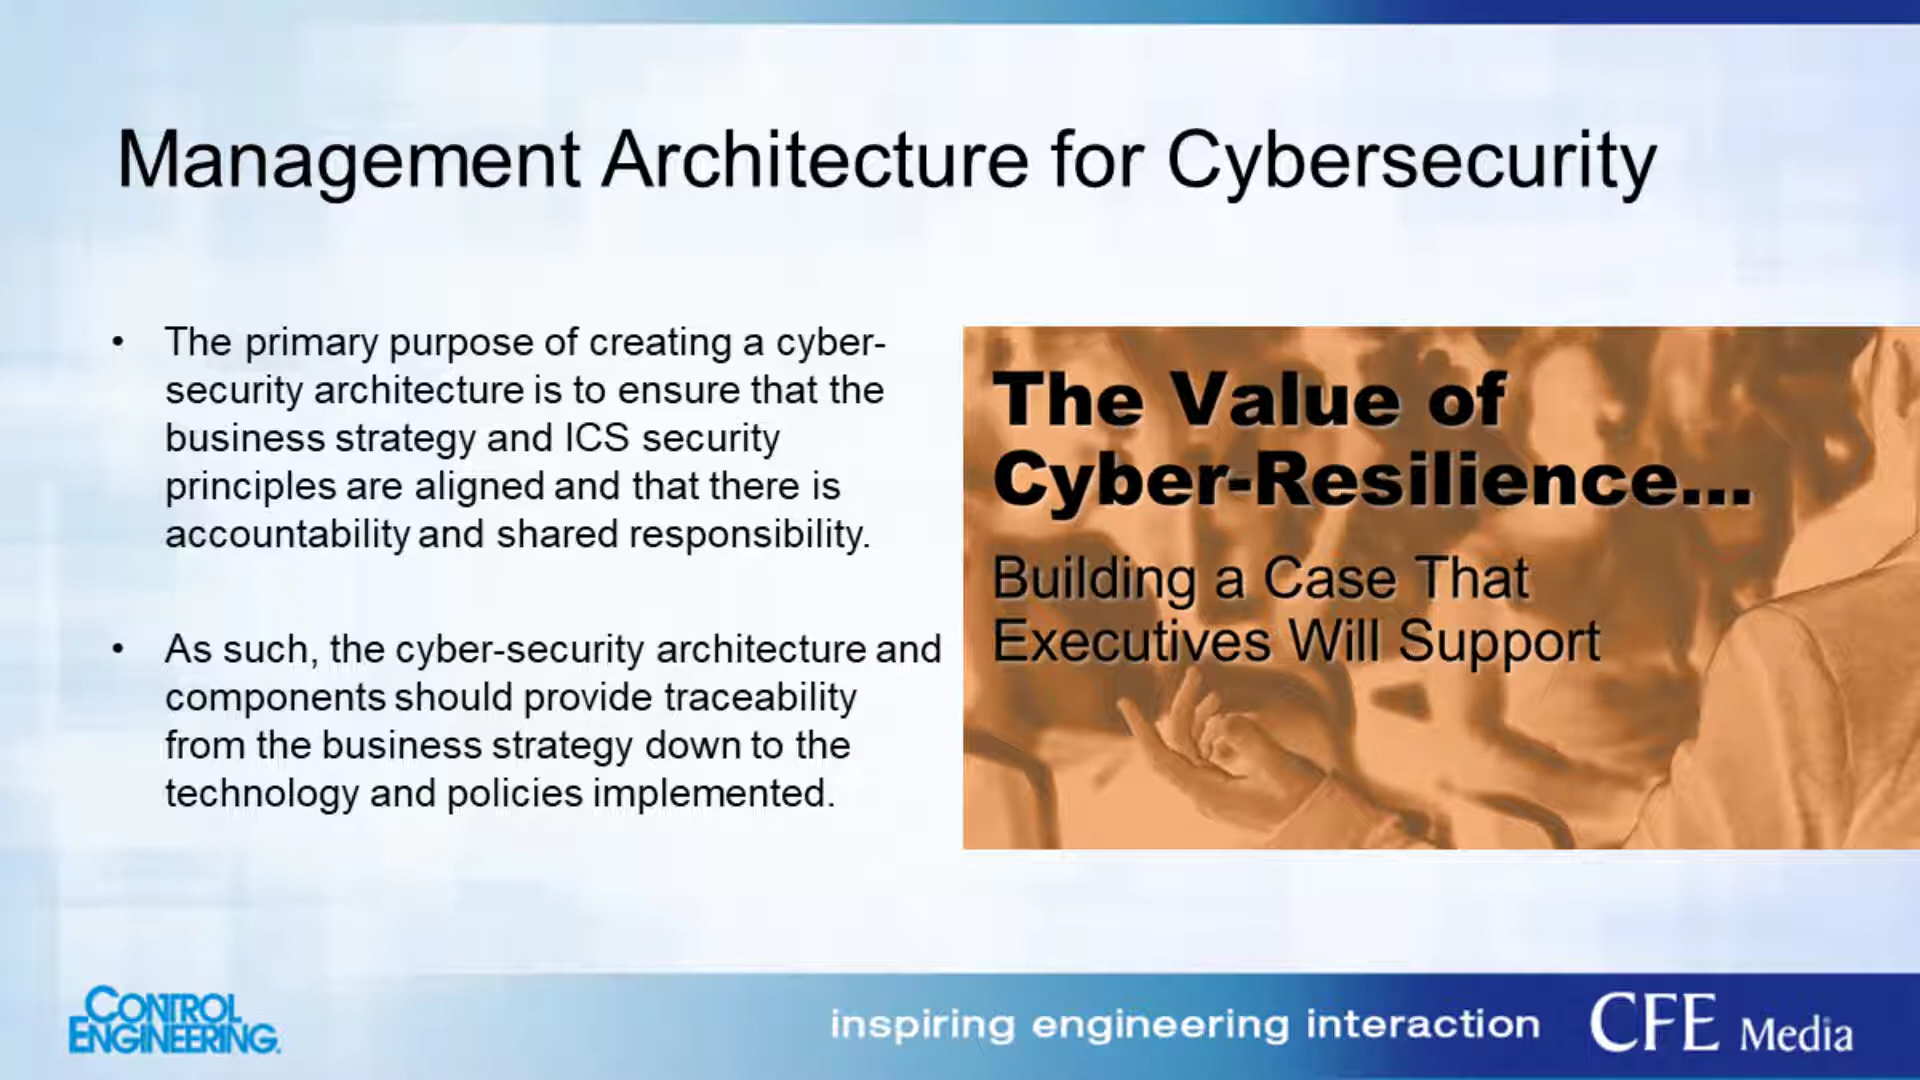 Management Architecture for Cybersecurity
• The primary purpose of creating a cyber-
security architecture is to ensure that the
business strategy and ICS security
principles are aligned and that there is
accountability and shared responsibility.
• As such, the cyber-security architecture and
components should provide traceability
from the business strategy down to the
technology and policies implemented.
The Value of
Cyber-Resilience...
Building a Case That
Executives Will Support
CONTROL
ENGINEERING.
inspiring engineering interaction
CFE Media